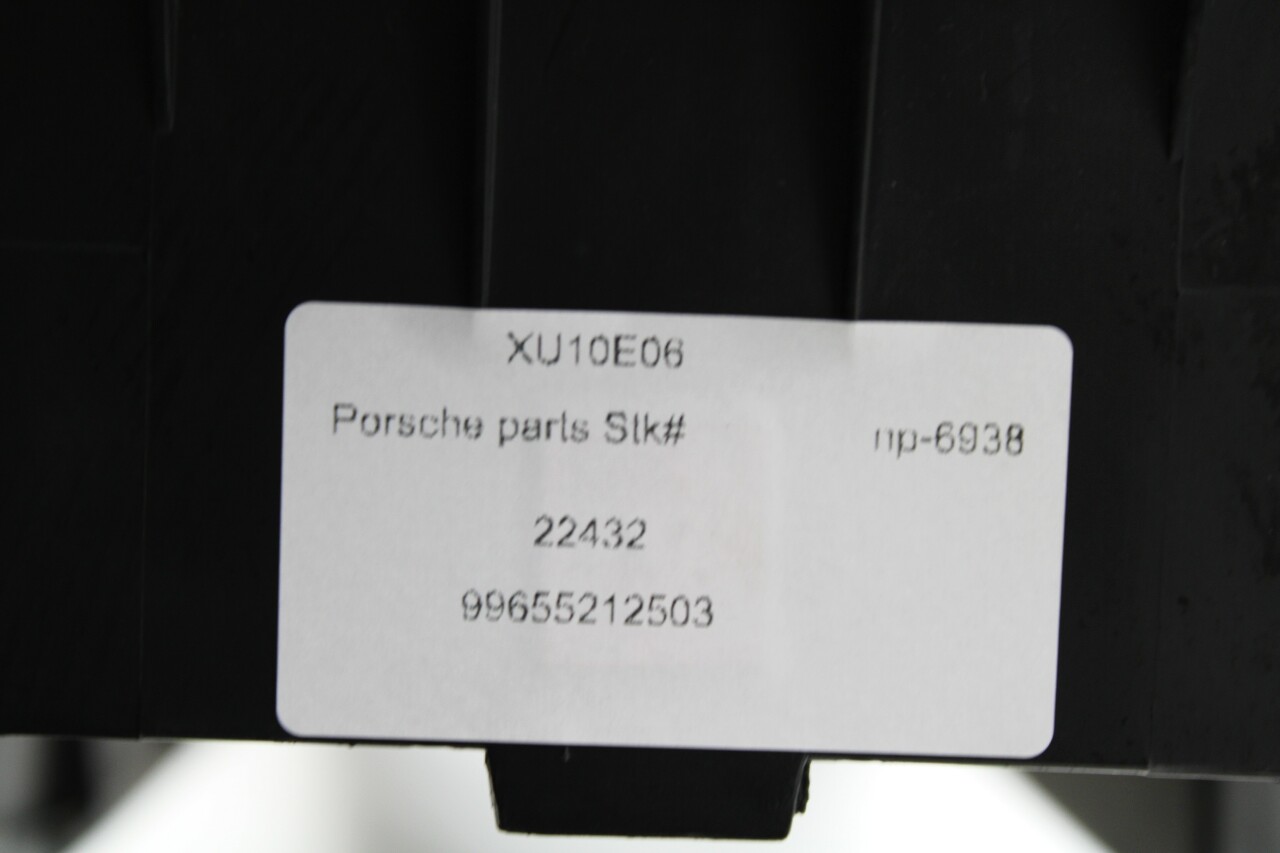 XU10E06
Porsche parts Stk# np-6938
22432
99655212503